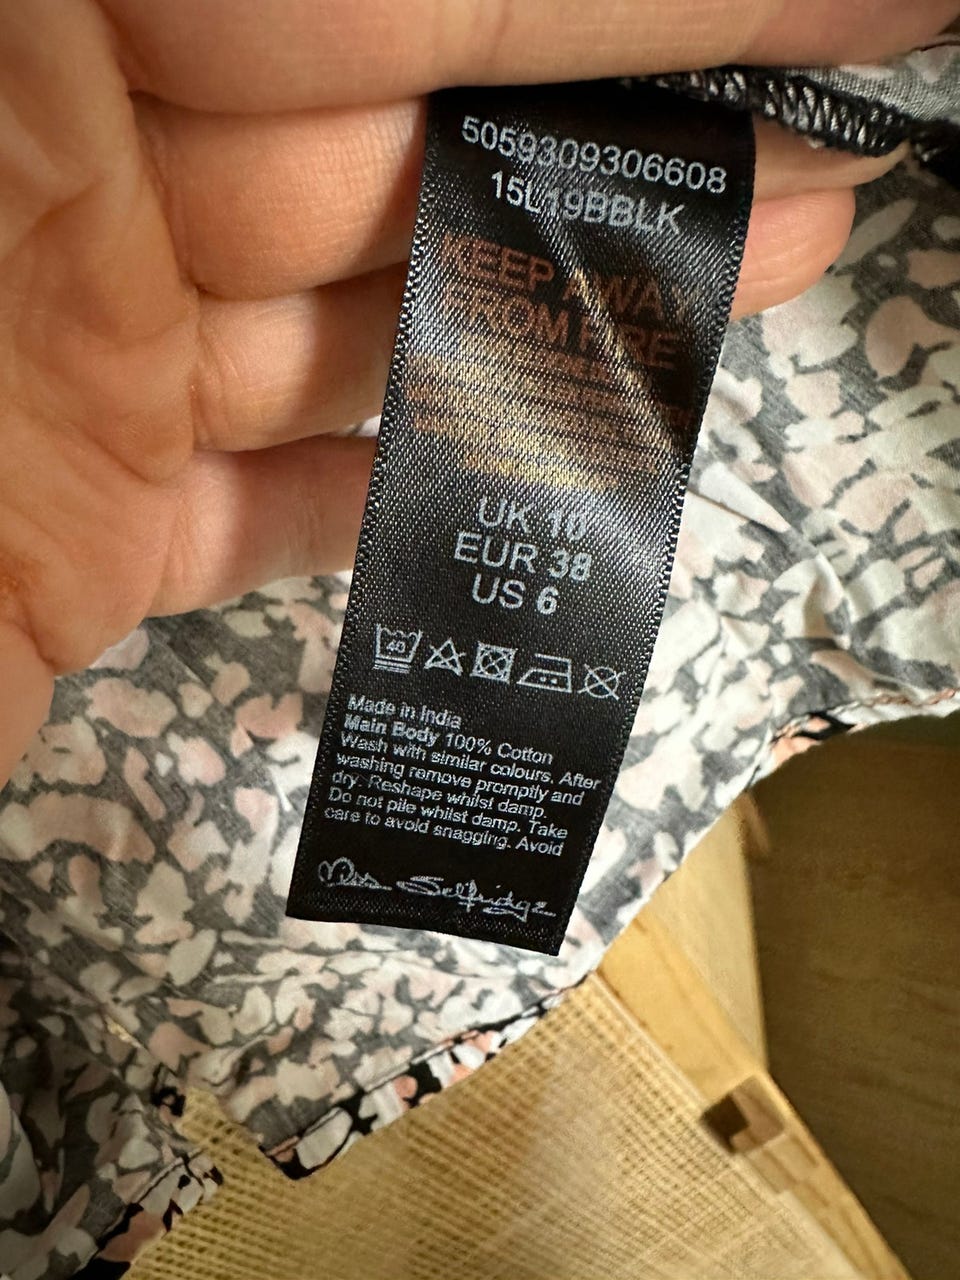 5059309306608
15L19BBLK
KEEP AWAY
FROM FIRE
UK 10
EUR 38
US 6
40
Made in India
Main Body 100% Cotton
Wash with similar colours. After
washing remove promptly and
dry. Reshape whilst damp.
Do not pile whilst damp. Take
care to avoid snagging. Avoid
Miss Selfridge